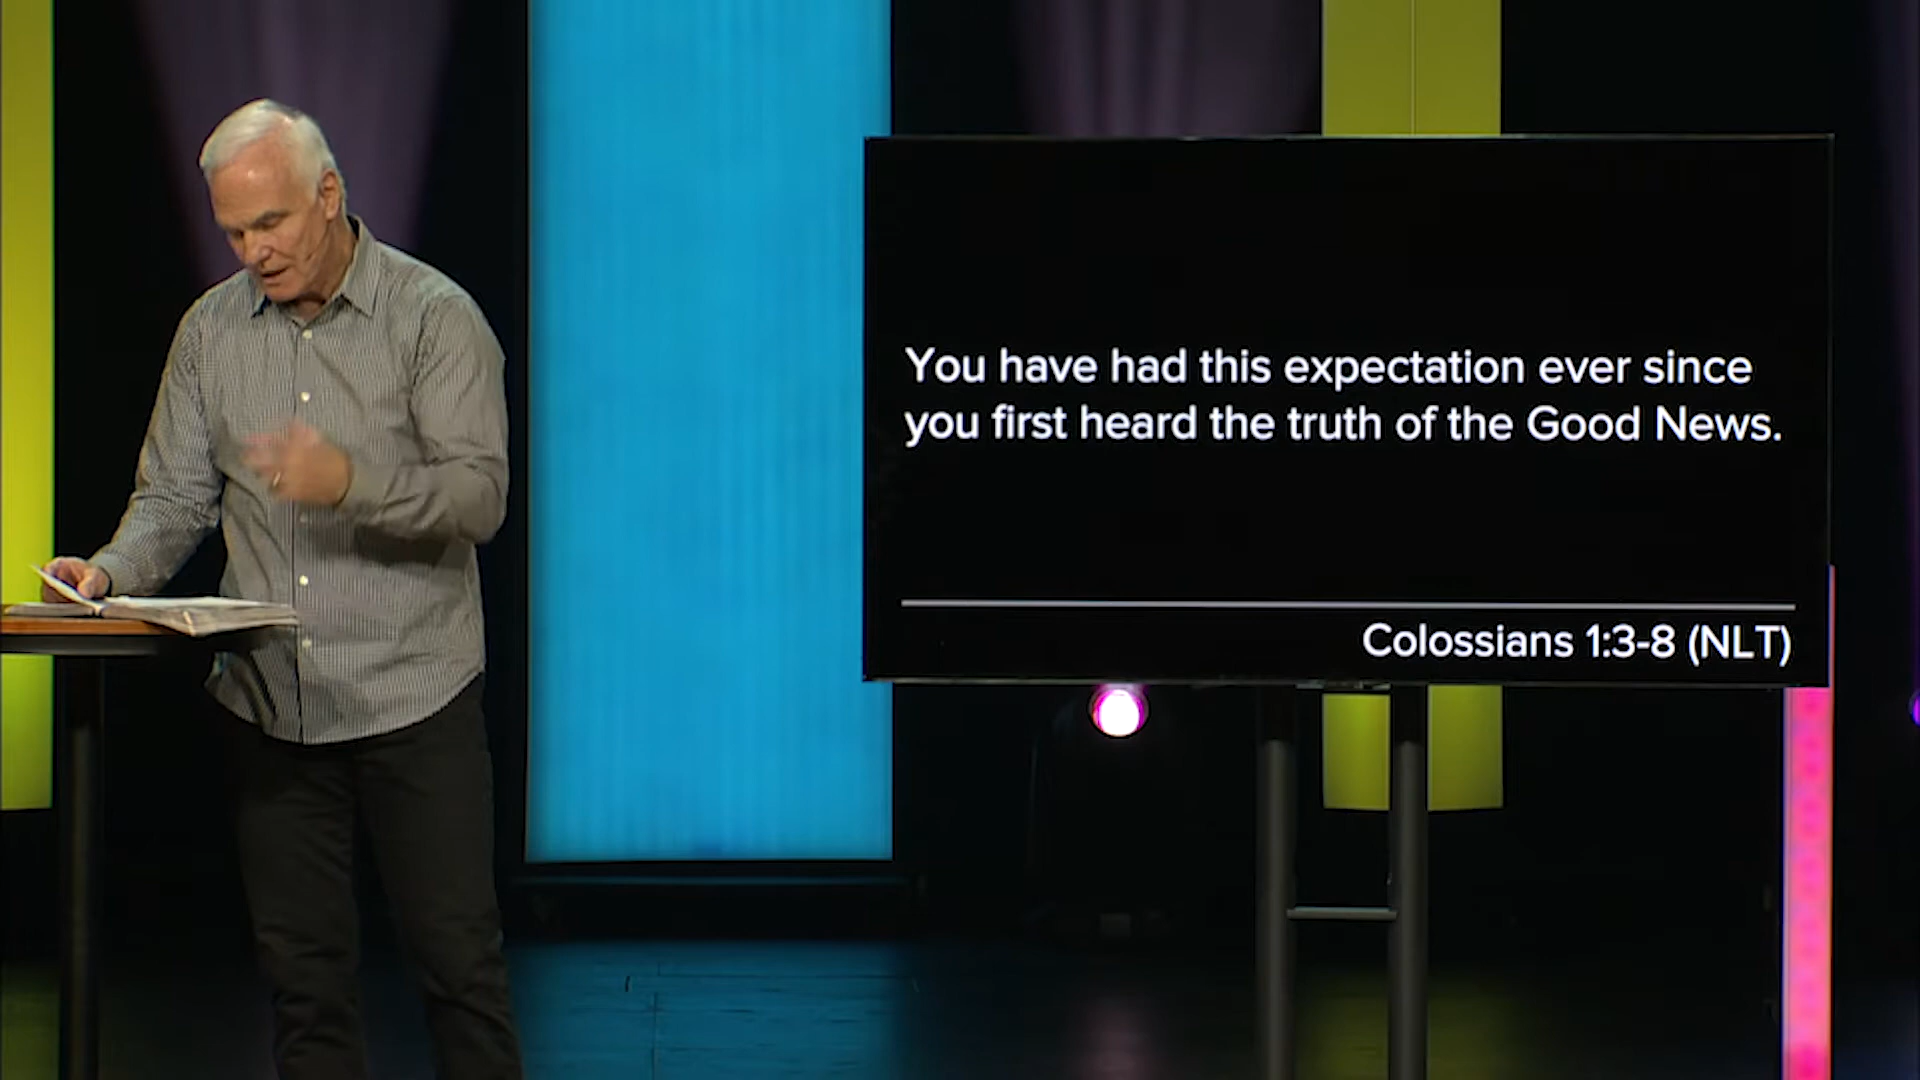 You have had this expectation ever since
you first heard the truth of the Good News.
Colossians 1:3-8 (NLT)